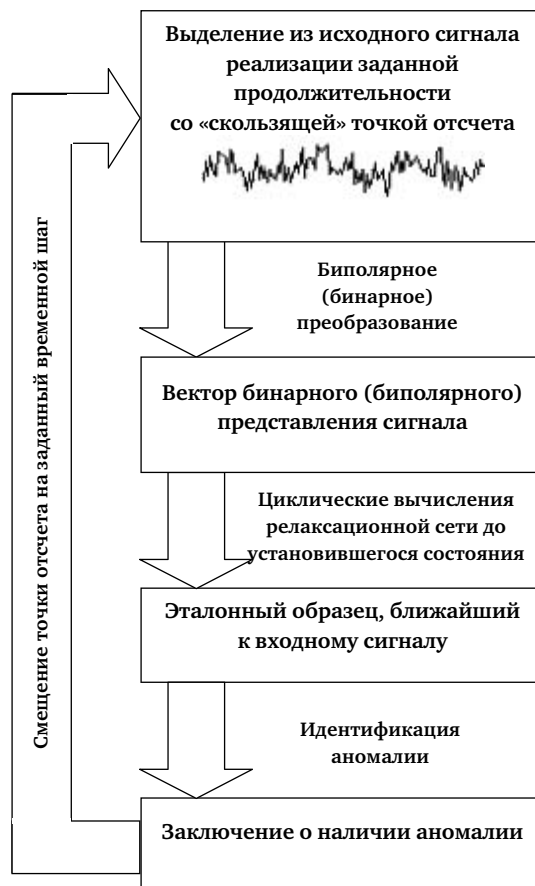 Выделение из исходного сигнала
реализации заданной
продолжительности
со «скользящей» точкой отсчета
Биполярное
(бинарное)
преобразование
Вектор бинарного (биполярного)
представления сигнала
Циклические вычисления
релаксационной сети до
установившегося состояния
Эталонный образец, ближайший
к входному сигналу
Идентификация
аномалии
Заключение о наличии аномалии
Смещение точки отсчета на заданный временной шаг